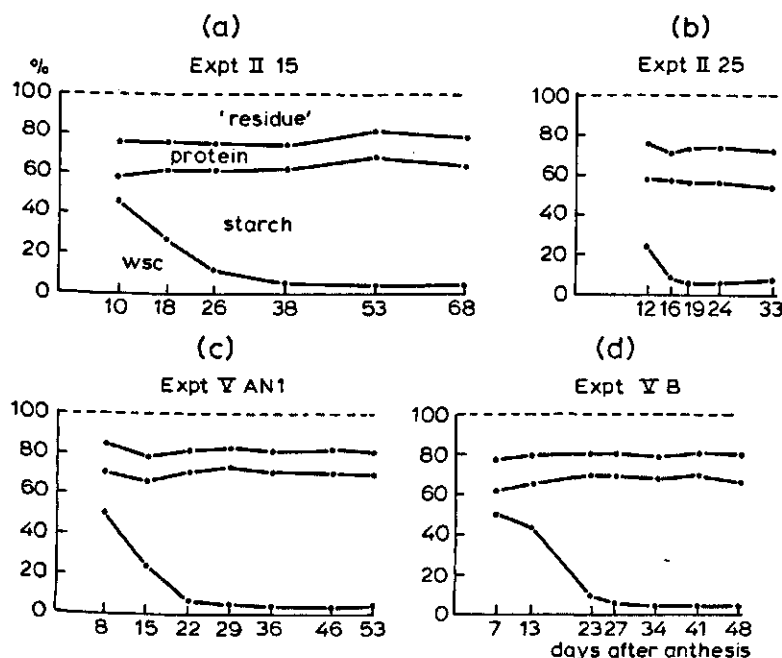 (a)
Expt II 15
%
100
80
60
40
20
0
'residue'
protein
starch
wsc
10 18 26 38 53 68
(b)
Expt II 25
100
80
60
40
20
0
12 16 19 24 33
(c)
Expt V AN1
100
80
60
40
20
0
8 15 22 29 36 46 53
(d)
Expt V B
100
80
60
40
20
0
7 13 23 27 34 41 48
days after anthesis